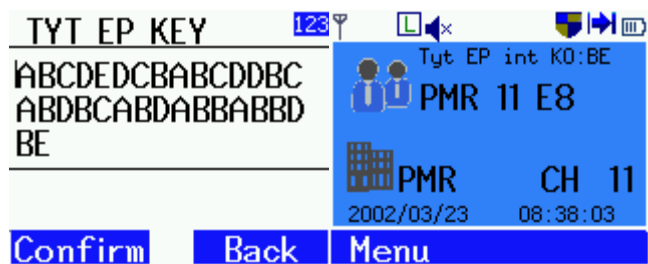 TYT EP KEY
123
ABCDEDCBABCDDBC
ABDBCABDABBABBD
BE
Confirm
Back
L
Tyt EP int K0:BE
PMR 11 E8
PMR
CH 11
2002/03/23
08:38:03
Menu